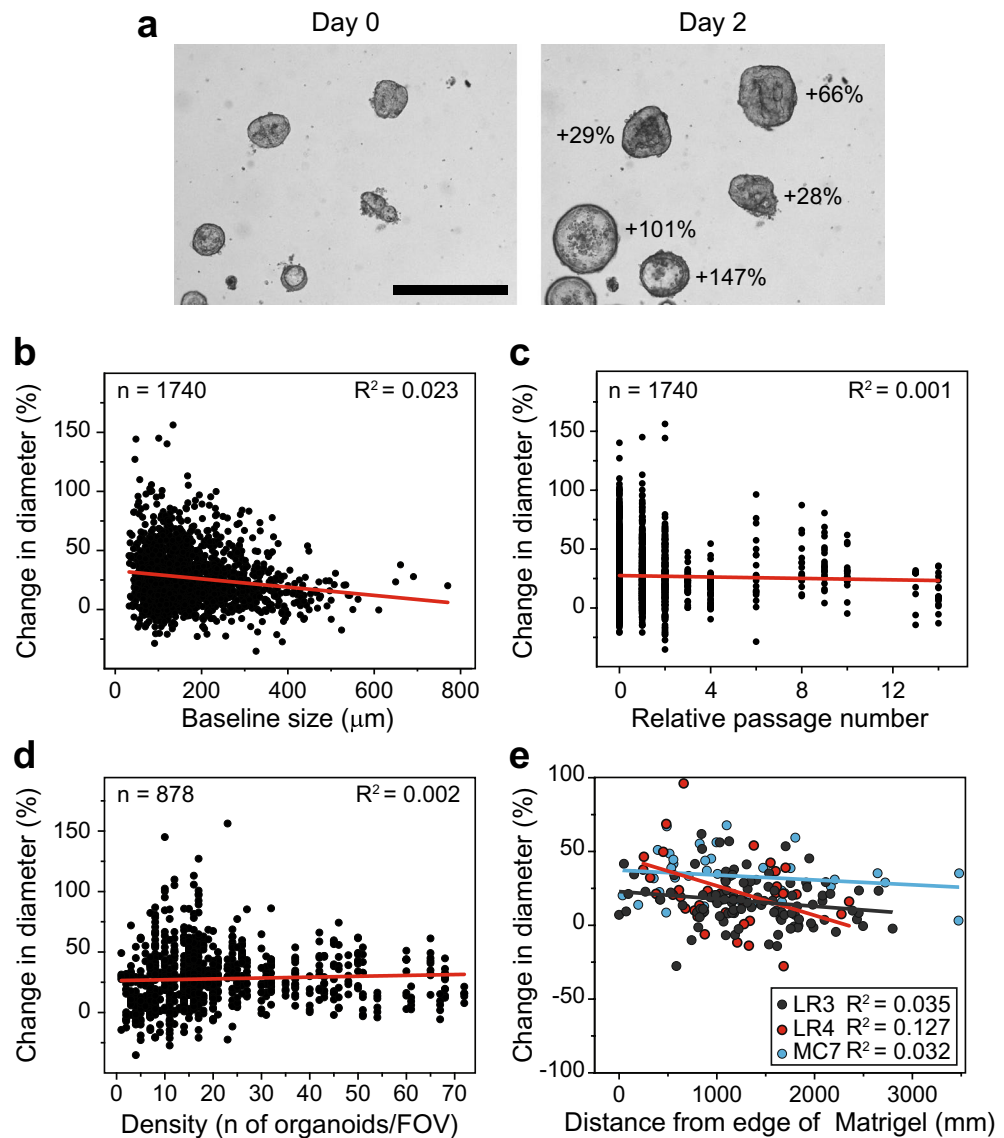 a
Day 0
Day 2
+66%
+29%
+28%
+101%
+147%
b
n = 1740
R² = 0.023
Change in diameter (%)
150
100
50
0
0
200
400
600
800
Baseline size (μm)
c
n = 1740
R² = 0.001
Change in diameter (%)
150
100
50
0
0
4
8
12
Relative passage number
d
n = 878
R² = 0.002
Change in diameter (%)
150
100
50
0
0
10
20
30
40
50
60
70
Density (n of organoids/FOV)
e
Change in diameter (%)
100
50
0
-50
-100
LR3 R² = 0.035
LR4 R² = 0.127
MC7 R² = 0.032
0
1000
2000
3000
Distance from edge of Matrigel (mm)